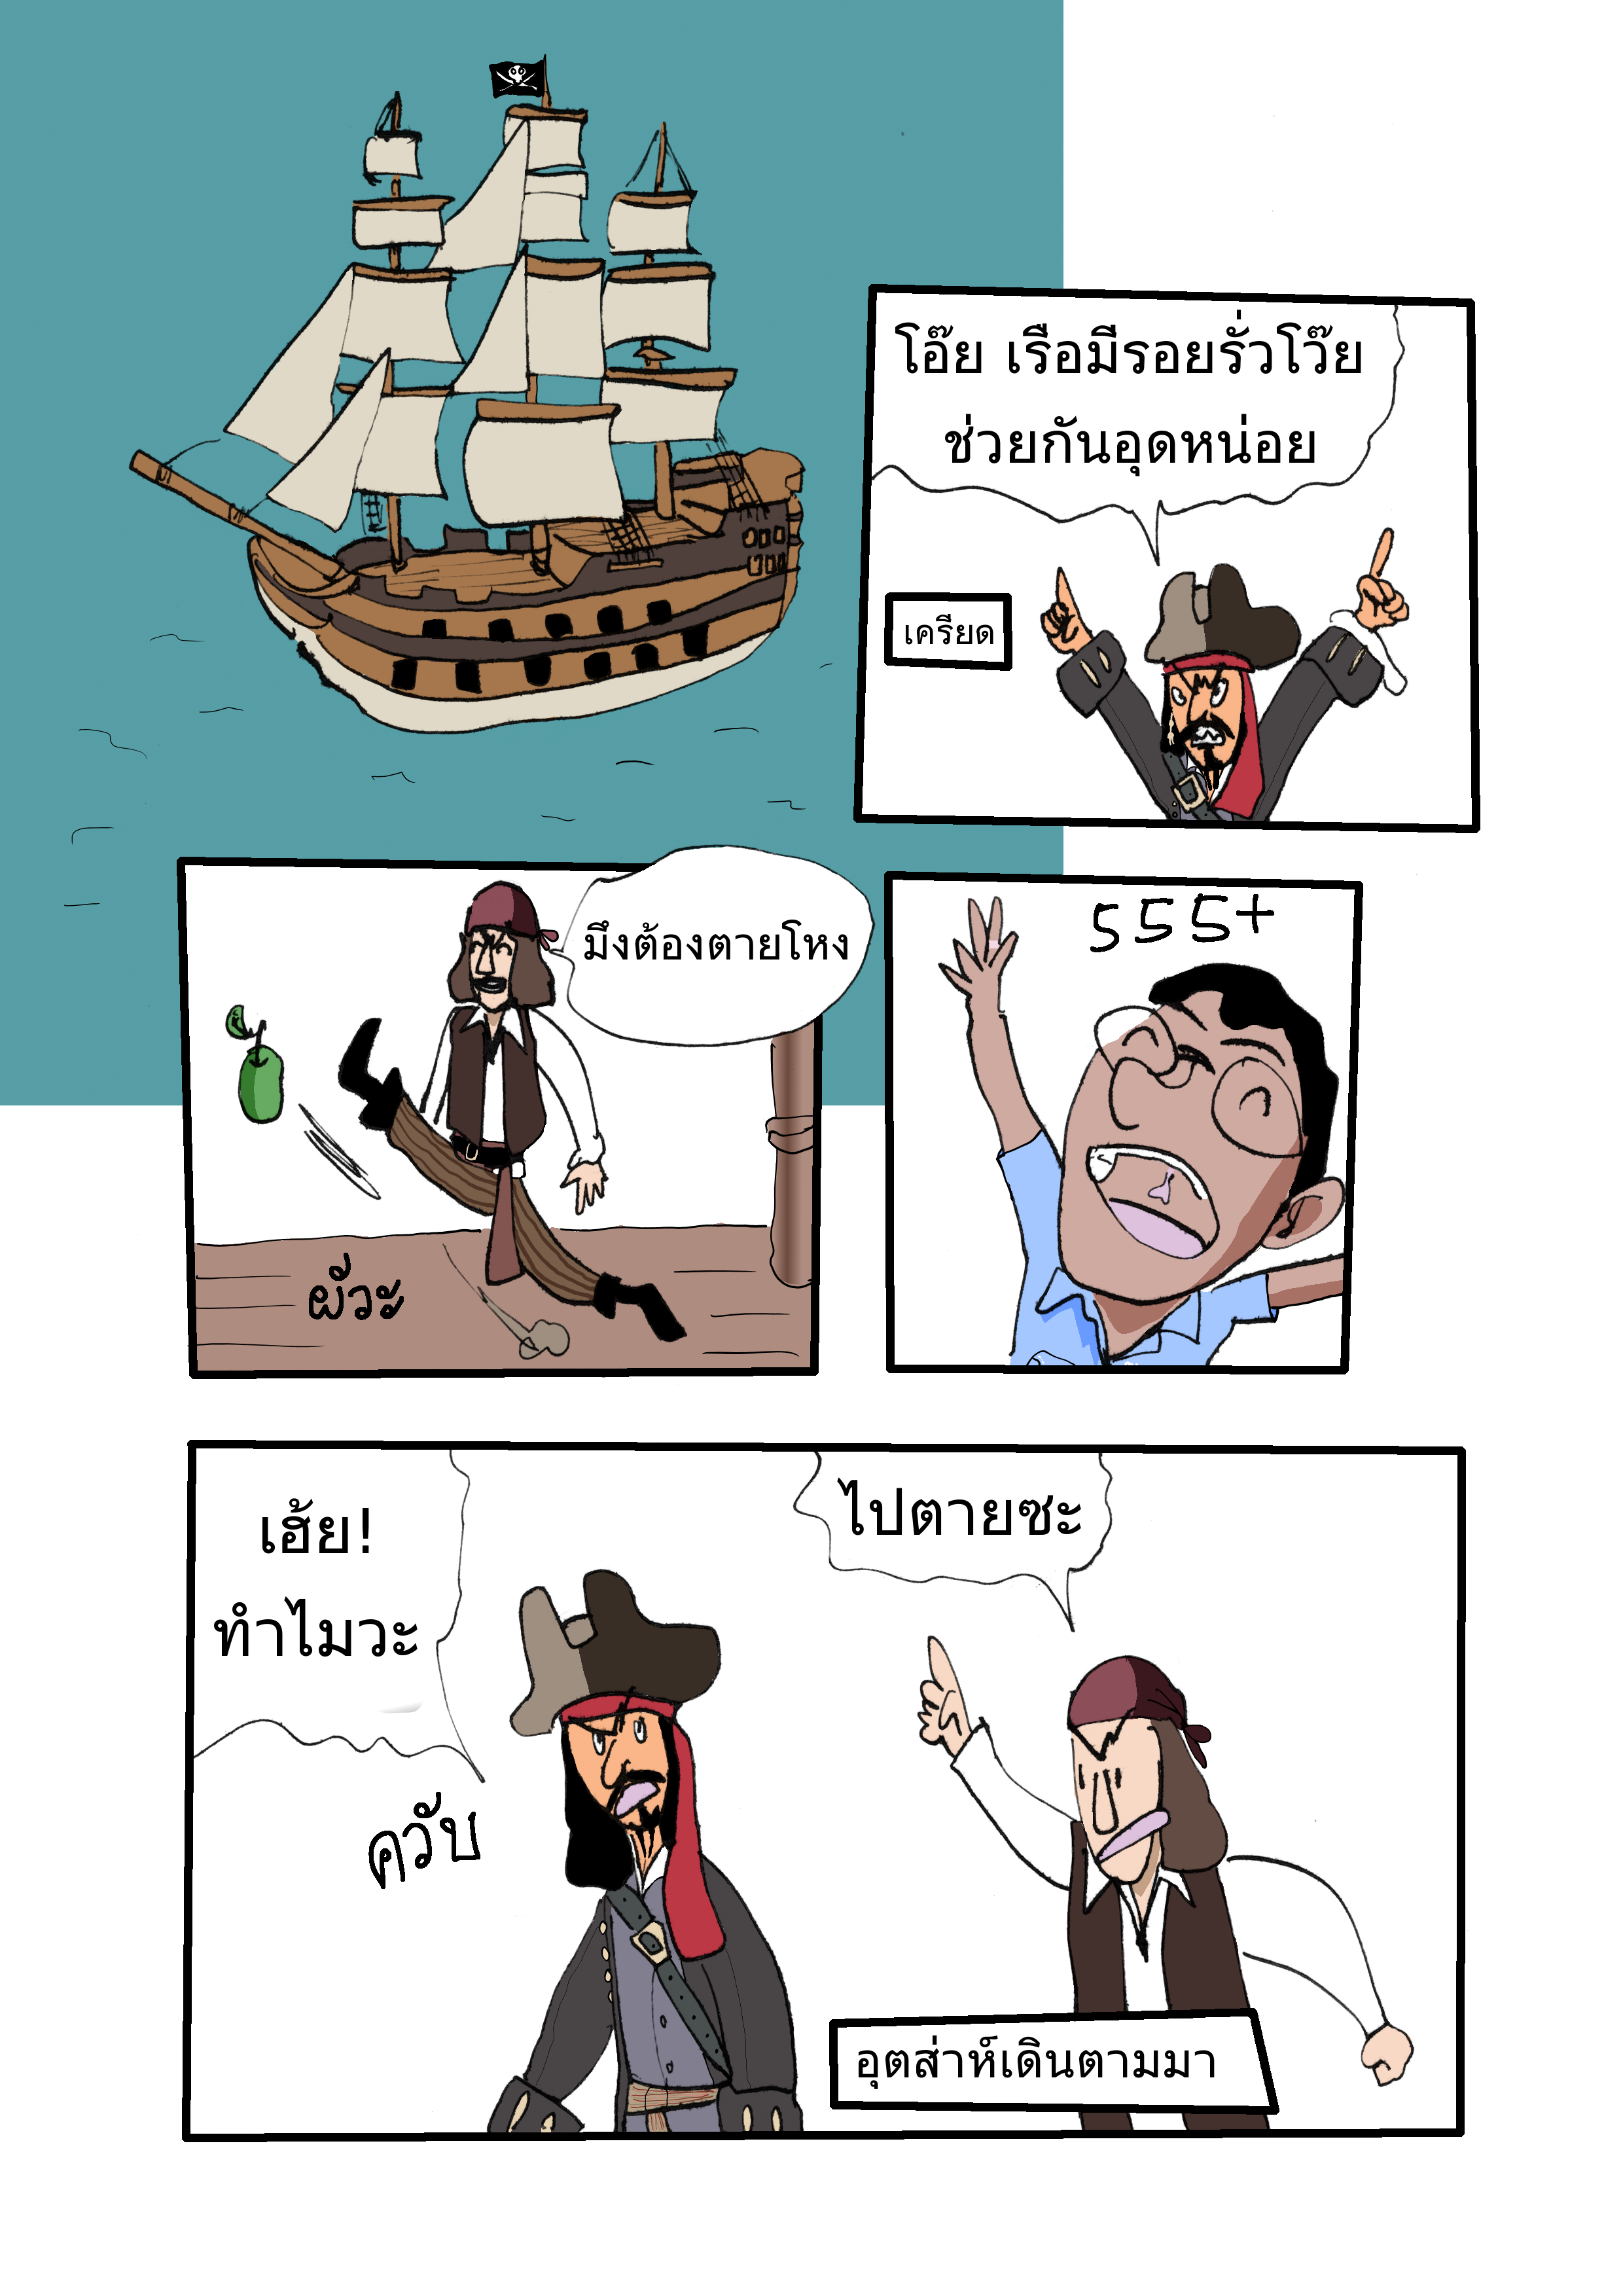 โอ๊ย เรือมีรอยรั่วโว๊ย
ช่วยกันอุดหน่อย
เครียด
มึงต้องตายโหง
ผัวะ
555+
เฮ้ย!
ทำไมวะ
ไปตายซะ
ควับ
อุตส่าห์เดินตามมา